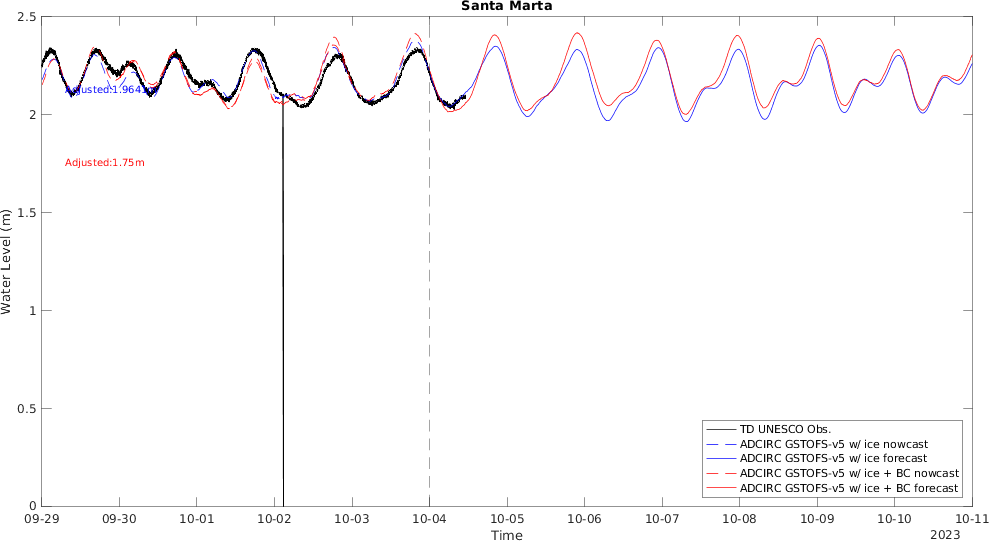 Santa Marta
2.5
2
1.5
1
0.5
0
Water Level (m)
Adjusted:1.964
Adjusted:1.75m
TD UNESCO Obs.
ADCIRC GSTOFS-v5 w/ ice nowcast
ADCIRC GSTOFS-v5 w/ ice forecast
ADCIRC GSTOFS-v5 w/ ice + BC nowcast
ADCIRC GSTOFS-v5 w/ ice + BC forecast
09-29 09-30 10-01 10-02 10-03 10-04 10-05 10-06 10-07 10-08 10-09 10-10 10-11
Time
2023